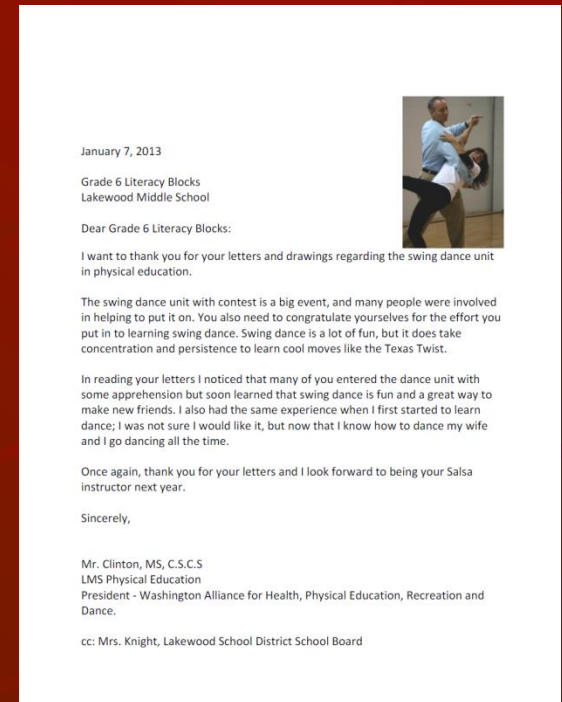 January 7, 2013
Grade 6 Literacy Blocks
Lakewood Middle School
Dear Grade 6 Literacy Blocks:
I want to thank you for your letters and drawings regarding the swing dance unit
in physical education.
The swing dance unit with contest is a big event, and many people were involved
in helping to put it on. You also need to congratulate yourselves for the effort you
put in to learning swing dance. Swing dance is a lot of fun, but it does take
concentration and persistence to learn cool moves like the Texas Twist.
In reading your letters I noticed that many of you entered the dance unit with
some apprehension but soon learned that swing dance is fun and a great way to
make new friends. I also had the same experience when I first started to learn
dance; I was not sure I would like it, but now that I know how to dance my wife
and I go dancing all the time.
Once again, thank you for your letters and I look forward to being your Salsa
instructor next year.
Sincerely,
Mr. Clinton, MS, C.S.C.S
LMS Physical Education
President - Washington Alliance for Health, Physical Education, Recreation and
Dance.
cc: Mrs. Knight, Lakewood School District School Board